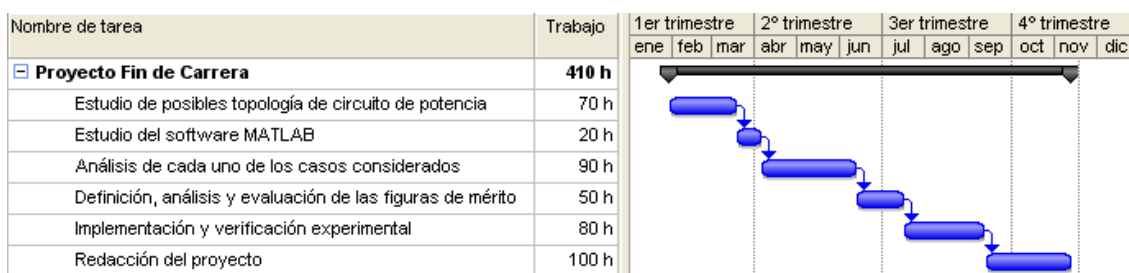 Nombre de tarea Trabajo 1er trimestre 2º trimestre 3er trimestre 4º trimestre
ene feb mar abr may jun jul ago sep oct nov dic
Proyecto Fin de Carrera 410 h
Estudio de posibles topología de circuito de potencia 70 h
Estudio del software MATLAB 20 h
Análisis de cada uno de los casos considerados 90 h
Definición, análisis y evaluación de las figuras de mérito 50 h
Implementación y verificación experimental 80 h
Redacción del proyecto 100 h